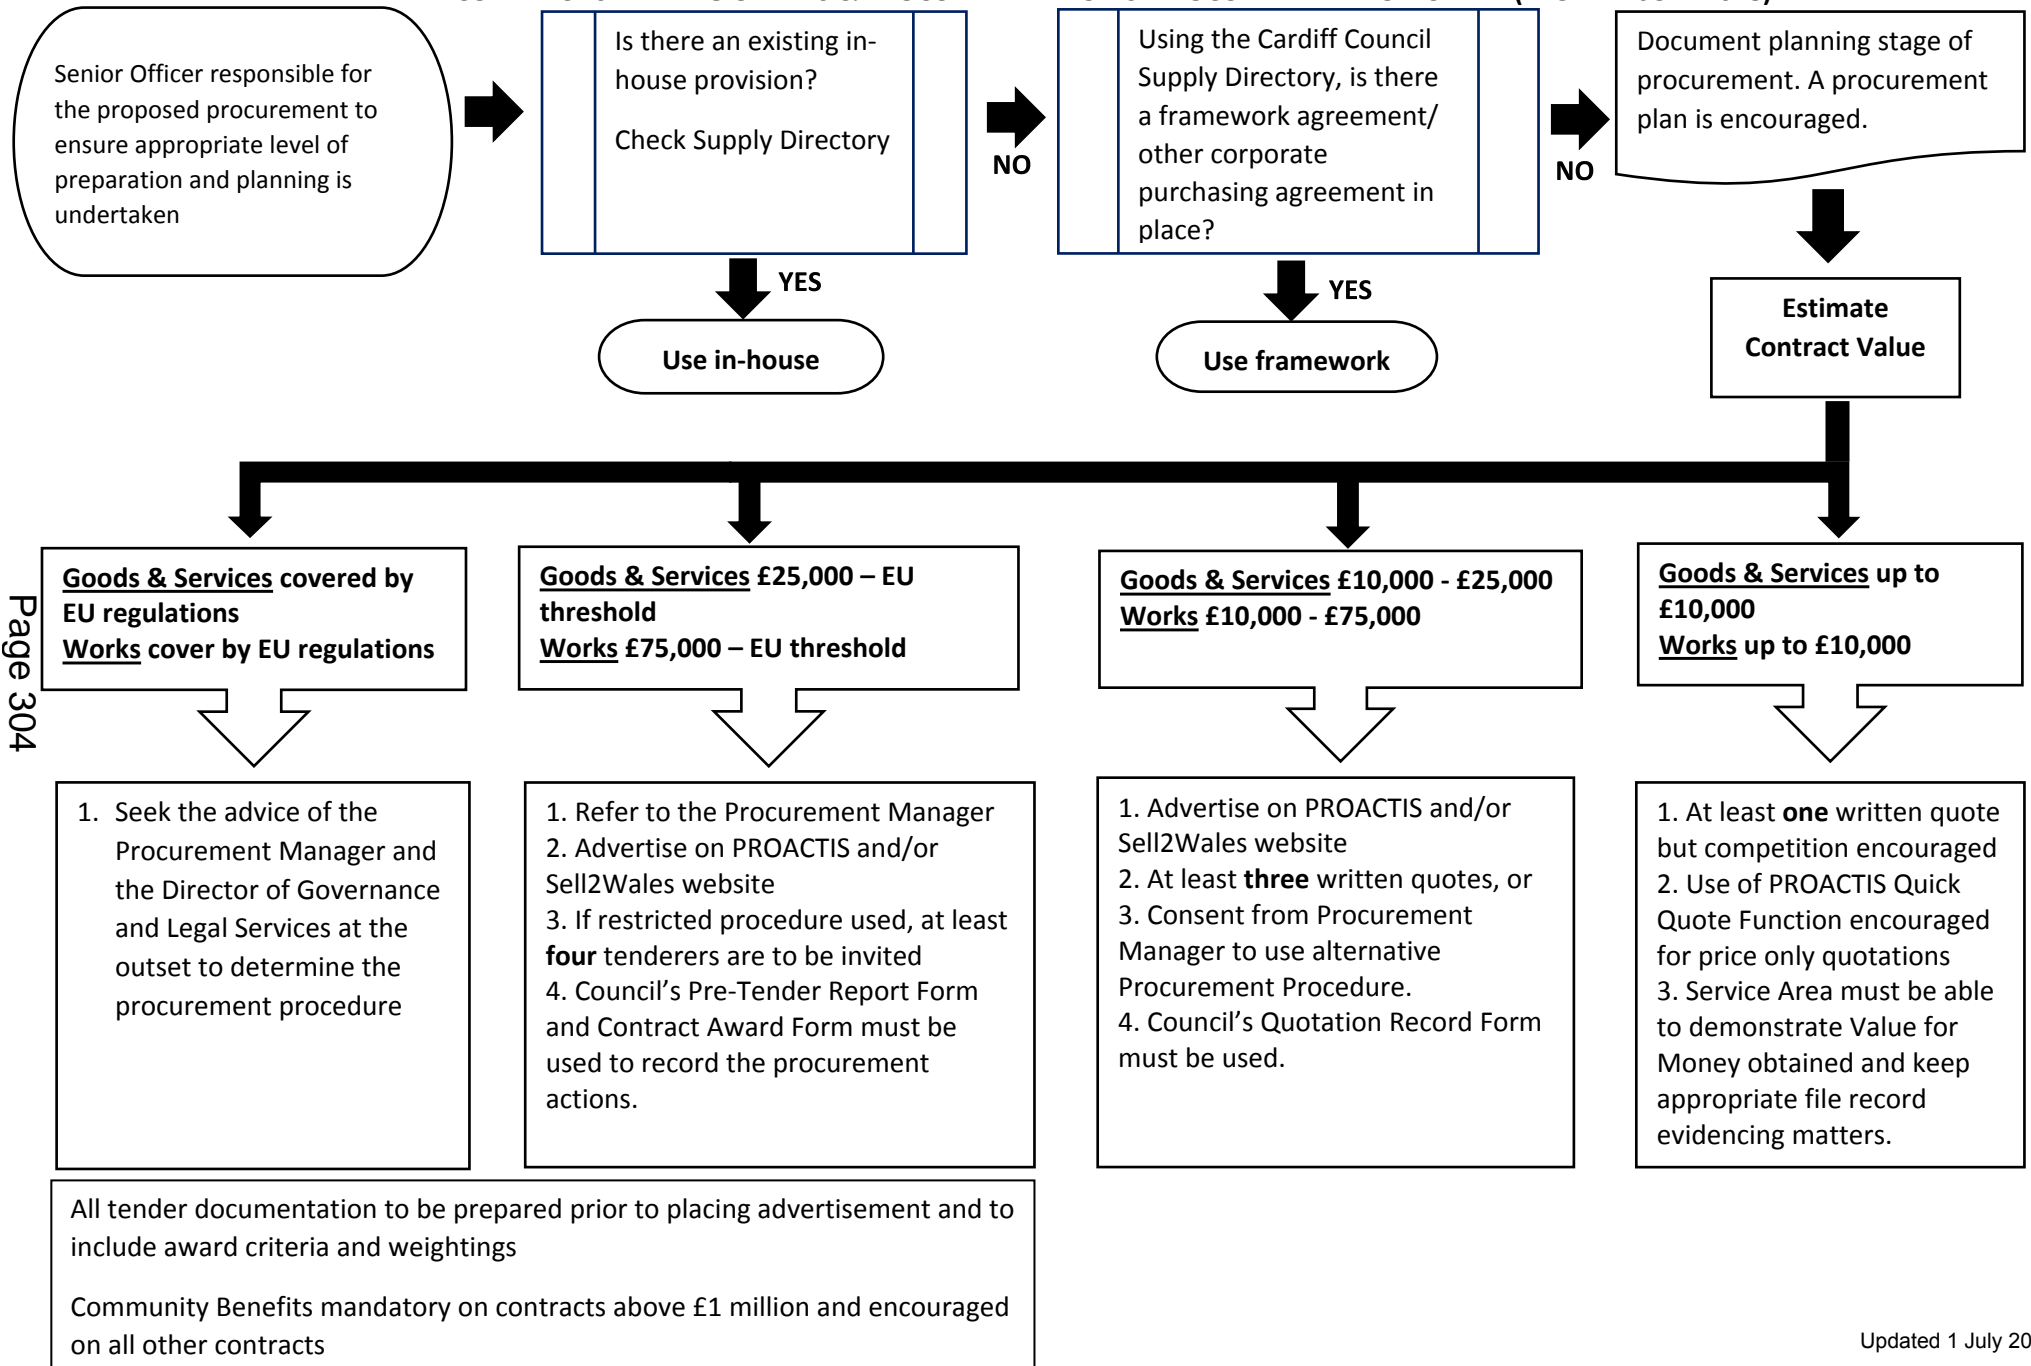 Senior Officer responsible for
the proposed procurement to
ensure appropriate level of
preparation and planning is
undertaken
Is there an existing in-
house provision?
Check Supply Directory
NO
YES
Use in-house
Using the Cardiff Council
Supply Directory, is there
a framework agreement/
other corporate
purchasing agreement in
place?
NO
YES
Use framework
Document planning stage of
procurement. A procurement
plan is encouraged.
Estimate
Contract Value
Goods & Services covered by
EU regulations
Works cover by EU regulations
Goods & Services £25,000 – EU
threshold
Works £75,000 – EU threshold
Goods & Services £10,000 - £25,000
Works £10,000 - £75,000
Goods & Services up to
£10,000
Works up to £10,000
1. Seek the advice of the
Procurement Manager and
the Director of Governance
and Legal Services at the
outset to determine the
procurement procedure
1. Refer to the Procurement Manager
2. Advertise on PROACTIS and/or
Sell2Wales website
3. If restricted procedure used, at least
four tenderers are to be invited
4. Council’s Pre-Tender Report Form
and Contract Award Form must be
used to record the procurement
actions.
1. Advertise on PROACTIS and/or
Sell2Wales website
2. At least three written quotes, or
3. Consent from Procurement
Manager to use alternative
Procurement Procedure.
4. Council’s Quotation Record Form
must be used.
1. At least one written quote
but competition encouraged
2. Use of PROACTIS Quick
Quote Function encouraged
for price only quotations
3. Service Area must be able
to demonstrate Value for
Money obtained and keep
appropriate file record
evidencing matters.
All tender documentation to be prepared prior to placing advertisement and to
include award criteria and weightings
Community Benefits mandatory on contracts above £1 million and encouraged
on all other contracts
Page 304
Updated 1 July 20